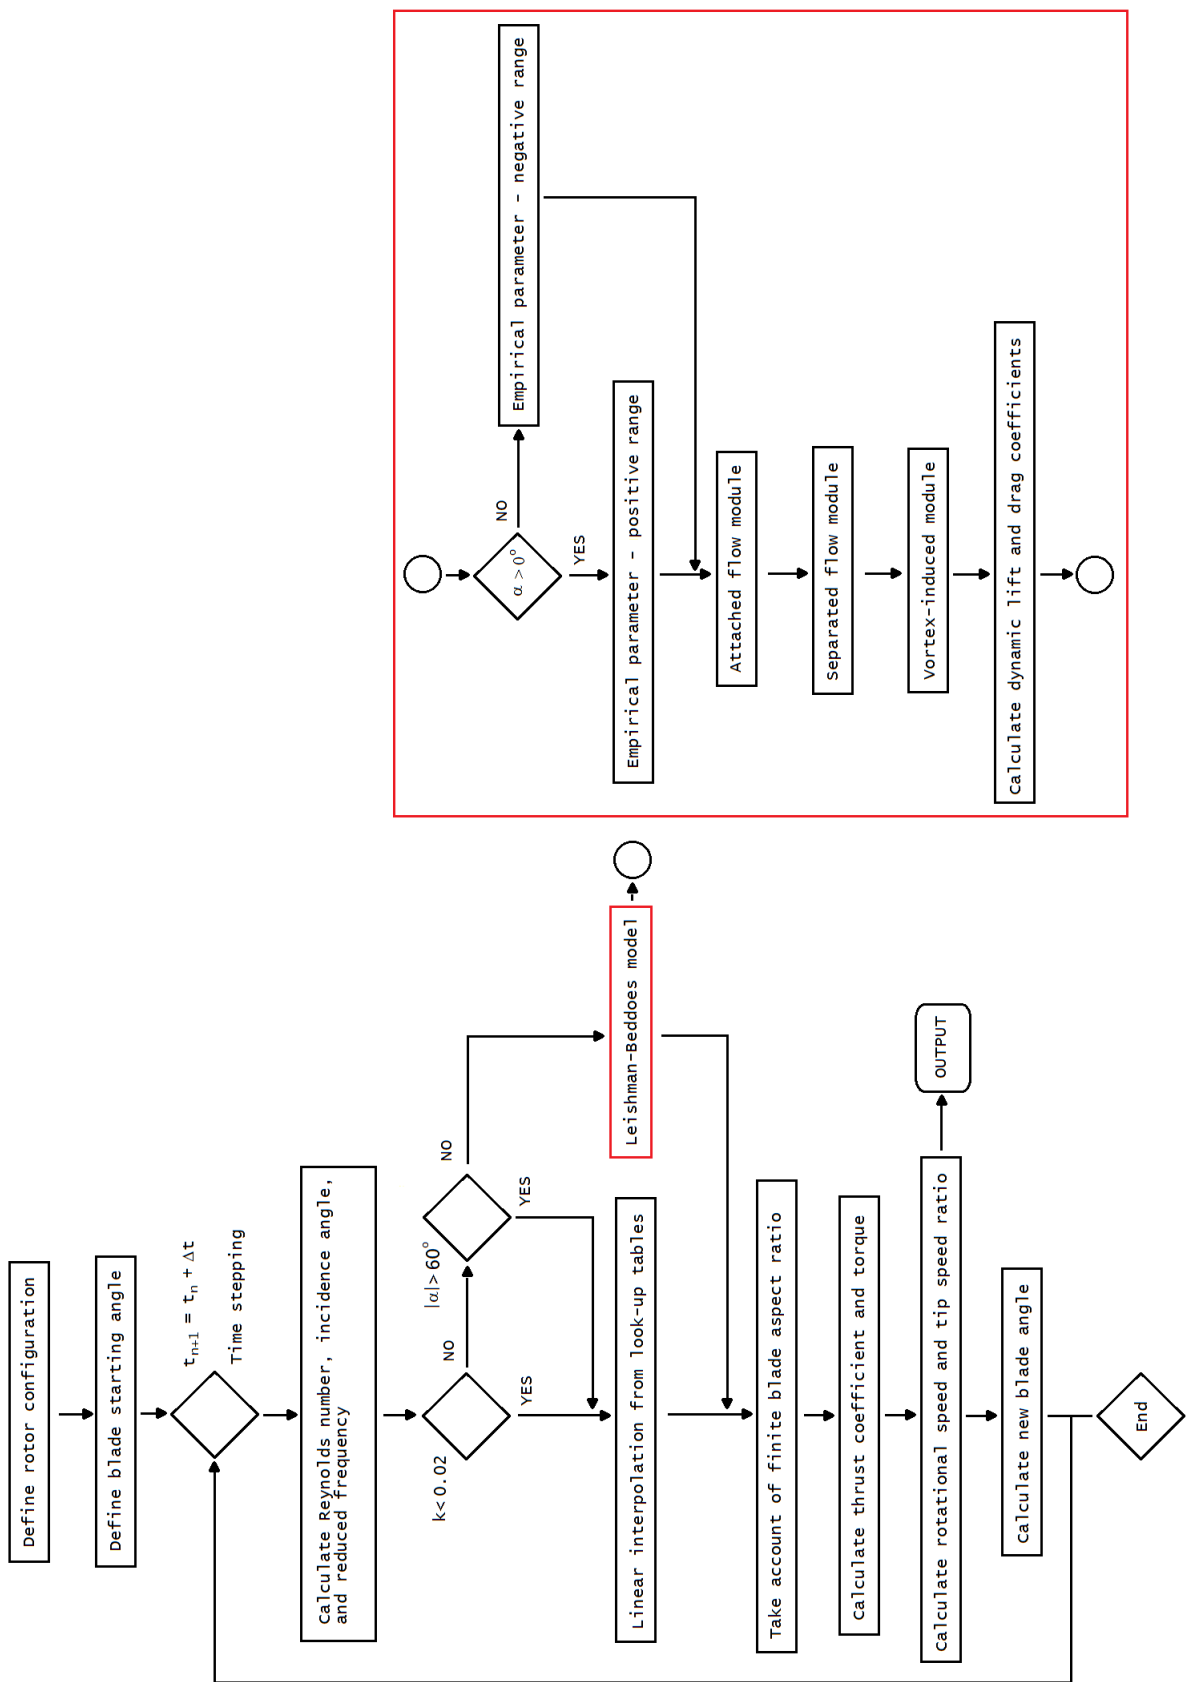 Define rotor configuration
Define blade starting angle
tn+1 = tn + Δt
Time stepping
Calculate Reynolds number, incidence angle,
and reduced frequency
k<0.02
NO
YES
|α|> 60°
NO
YES
Linear interpolation from look-up tables
Leishman-Beddoes model
Take account of finite blade aspect ratio
Calculate thrust coefficient and torque
Calculate rotational speed and tip speed ratio
OUTPUT
Calculate new blade angle
End
α > 0°
NO
YES
Empirical parameter - negative range
Empirical parameter - positive range
Attached flow module
Separated flow module
Vortex-induced module
Calculate dynamic lift and drag coefficients